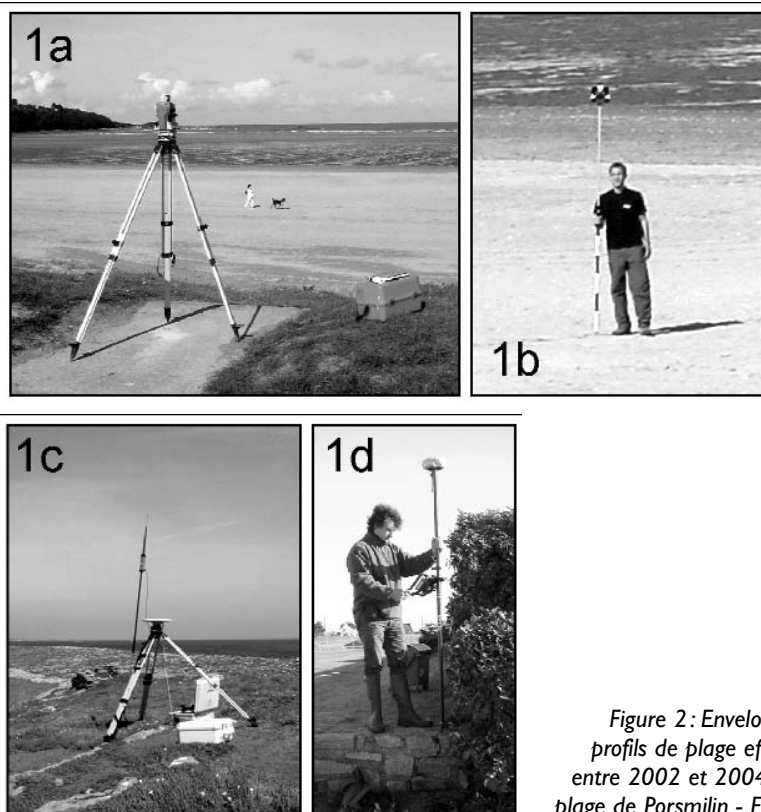 1a
1b
1c
1d
Figure 2 : Envelo
profils de plage ef
entre 2002 et 2004
plage de Porsmilin - F